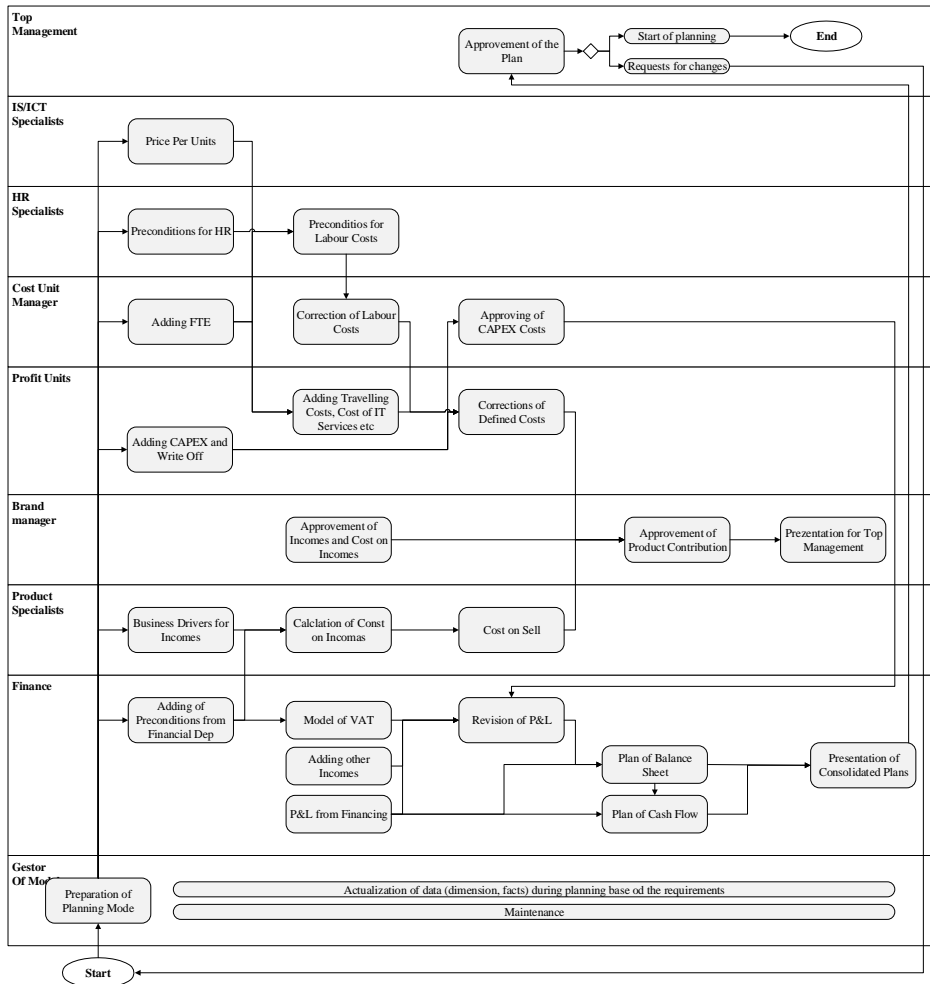 Top
Management
Approvement of the
Plan
Start of planning
End
Requests for changes
IS/ICT
Specialists
Price Per Units
HR
Specialists
Preconditions for HR
Preconditios for
Labour Costs
Cost Unit
Manager
Adding FTE
Correction of Labour
Costs
Approving of
CAPEX Costs
Profit Units
Adding Travelling
Costs, Cost of IT
Services etc
Corrections of
Defined Costs
Adding CAPEX and
Write Off
Brand
manager
Approvement of
Incomes and Cost on
Incomes
Approvement of
Product Contribution
Prezentation for Top
Management
Product
Specialists
Business Drivers for
Incomes
Calclation of Const
on Incomas
Cost on Sell
Finance
Adding of
Preconditions from
Financial Dep
Model of VAT
Revision of P&L
Adding other
Incomes
Plan of Balance
Sheet
Presentation of
Consolidated Plans
P&L from Financing
Plan of Cash Flow
Gestor
Of Model
Preparation of
Planning Mode
Actualization of data (dimension, facts) during planning base od the requirements
Maintenance
Start